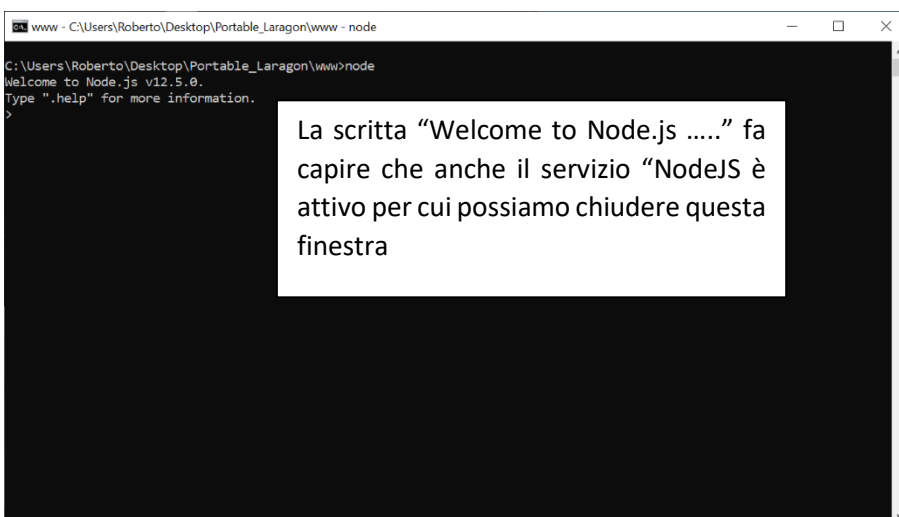 www - C:\Users\Roberto\Desktop\Portable_Laragon\www - node
C:\Users\Roberto\Desktop\Portable_Laragon\www>node
Welcome to Node.js v12.5.0.
Type ".help" for more information.
>
La scritta “Welcome to Node.js …..” fa
capire che anche il servizio “NodeJS è
attivo per cui possiamo chiudere questa
finestra